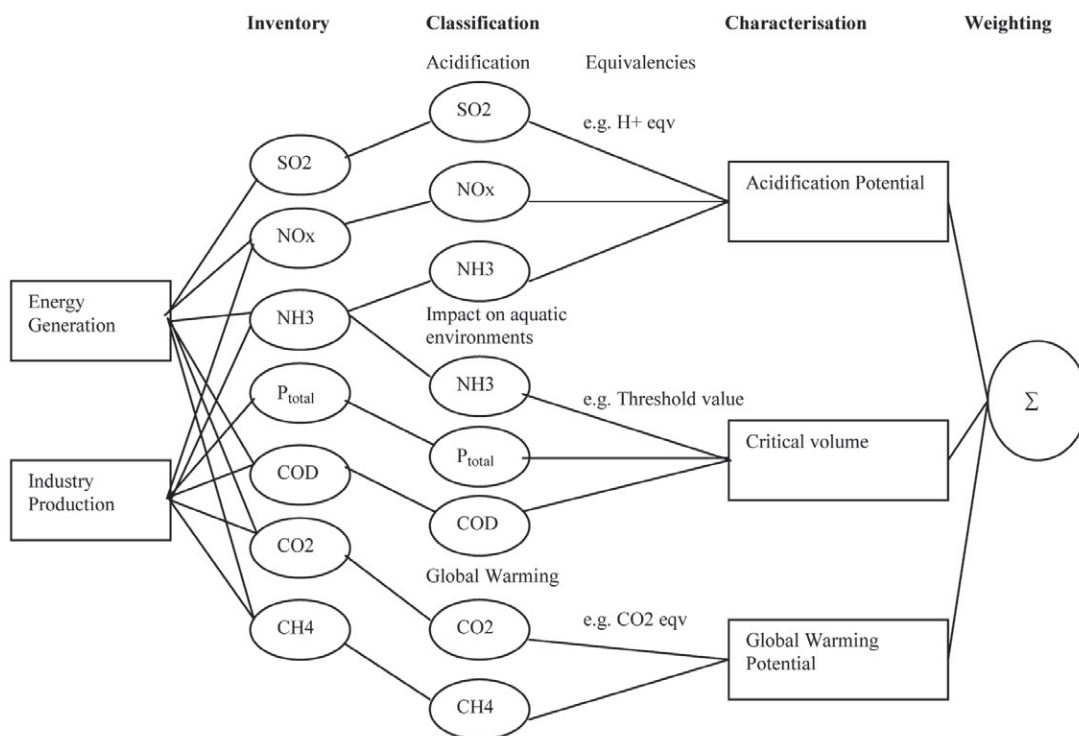 Inventory
Classification
Characterisation
Weighting
Acidification
Equivalencies
SO2
e.g. H+ eqv
SO2
Acidification Potential
NOx
NOx
NH3
Energy
Generation
NH3
Impact on aquatic
environments
NH3
Ptotal
e.g. Threshold value
Σ
Critical volume
Ptotal
Industry
Production
COD
COD
CO2
Global Warming
e.g. CO2 eqv
CH4
CO2
Global Warming
Potential
CH4